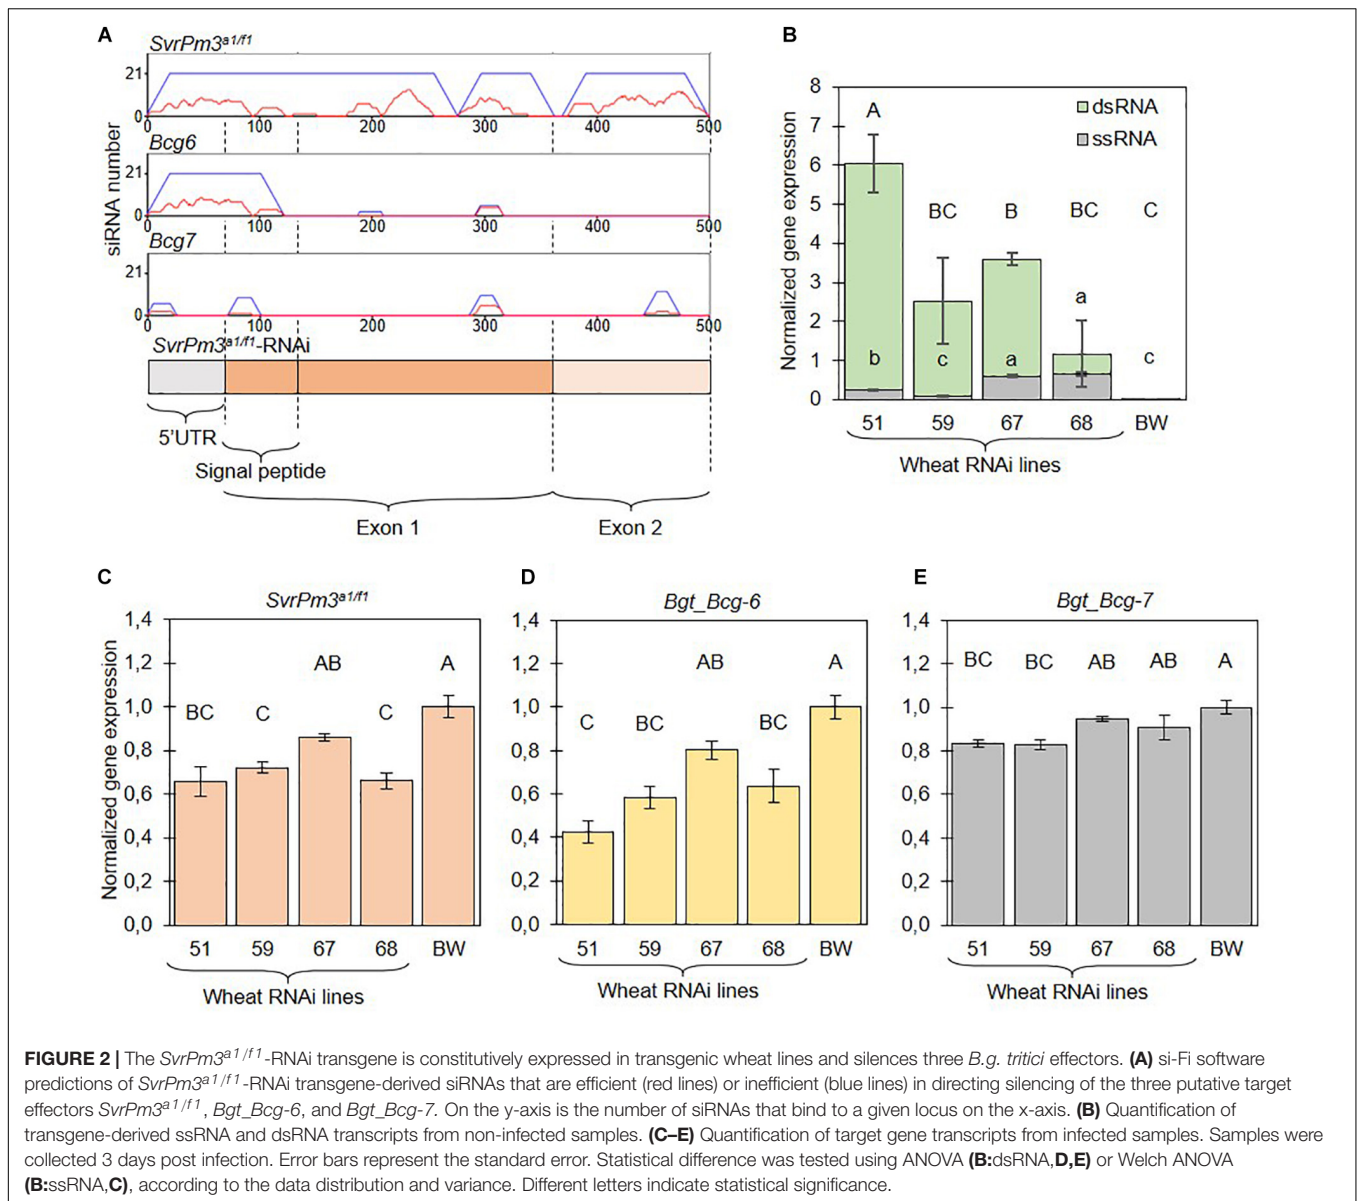 A
SvrPm3a1/f1
21
0
0 100 200 300 400 500
Bcg6
21
0
0 100 200 300 400 500
Bcg7
21
0
0 100 200 300 400 500
siRNA number
SvrPm3a1/f1-RNAi
5'UTR
Signal peptide
Exon 1
Exon 2
B
Normalized gene expression
8
7
6
5
4
3
2
1
0
dsRNA
ssRNA
A BC B BC C
b c a a c
51 59 67 68 BW
Wheat RNAi lines
C
SvrPm3a1/f1
Normalized gene expression
1,4
1,2
1,0
0,8
0,6
0,4
0,2
0,0
BC C AB C A
51 59 67 68 BW
Wheat RNAi lines
D
Bgt_Bcg-6
1,4
1,2
1,0
0,8
0,6
0,4
0,2
0,0
C BC AB BC A
51 59 67 68 BW
Wheat RNAi lines
E
Bgt_Bcg-7
1,4
1,2
1,0
0,8
0,6
0,4
0,2
0,0
BC BC AB AB A
51 59 67 68 BW
Wheat RNAi lines
FIGURE 2 | The SvrPm3a1/f1-RNAi transgene is constitutively expressed in transgenic wheat lines and silences three B.g. tritici effectors. (A) si-Fi software
predictions of SvrPm3a1/f1-RNAi transgene-derived siRNAs that are efficient (red lines) or inefficient (blue lines) in directing silencing of the three putative target
effectors SvrPm3a1/f1, Bgt_Bcg-6, and Bgt_Bcg-7. On the y-axis is the number of siRNAs that bind to a given locus on the x-axis. (B) Quantification of
transgene-derived ssRNA and dsRNA transcripts from non-infected samples. (C–E) Quantification of target gene transcripts from infected samples. Samples were
collected 3 days post infection. Error bars represent the standard error. Statistical difference was tested using ANOVA (B:dsRNA,D,E) or Welch ANOVA
(B:ssRNA,C), according to the data distribution and variance. Different letters indicate statistical significance.